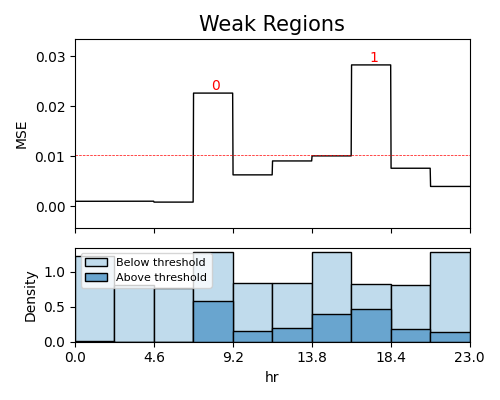 Weak Regions
0.03
0.02
0.01
0.00
MSE
0
1
Below threshold
Above threshold
1.0
0.5
0.0
Density
0.0 4.6 9.2 13.8 18.4 23.0
hr